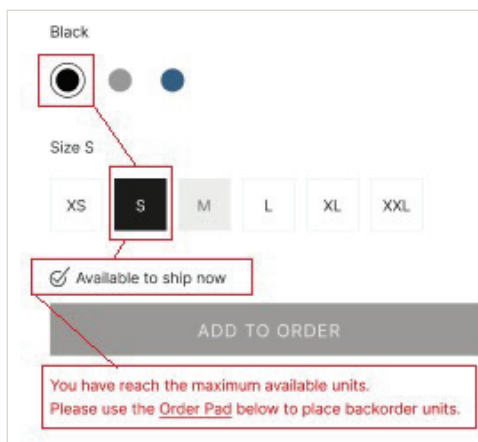 Black
Size S
XS S M L XL XXL
Available to ship now
ADD TO ORDER
You have reach the maximum available units.
Please use the Order Pad below to place backorder units.